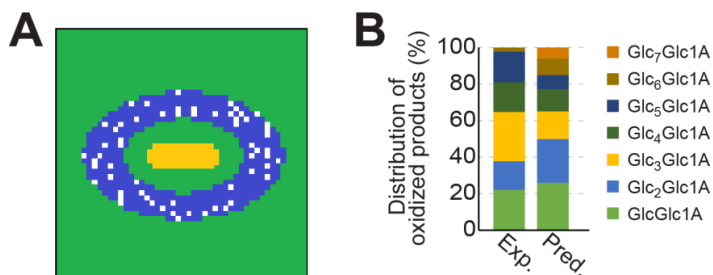 A
B
Distribution of
oxidized products (%)
100
80
60
40
20
0
Exp.
Pred.
Glc₇Glc1A
Glc₆Glc1A
Glc₅Glc1A
Glc₄Glc1A
Glc₃Glc1A
Glc₂Glc1A
GlcGlc1A